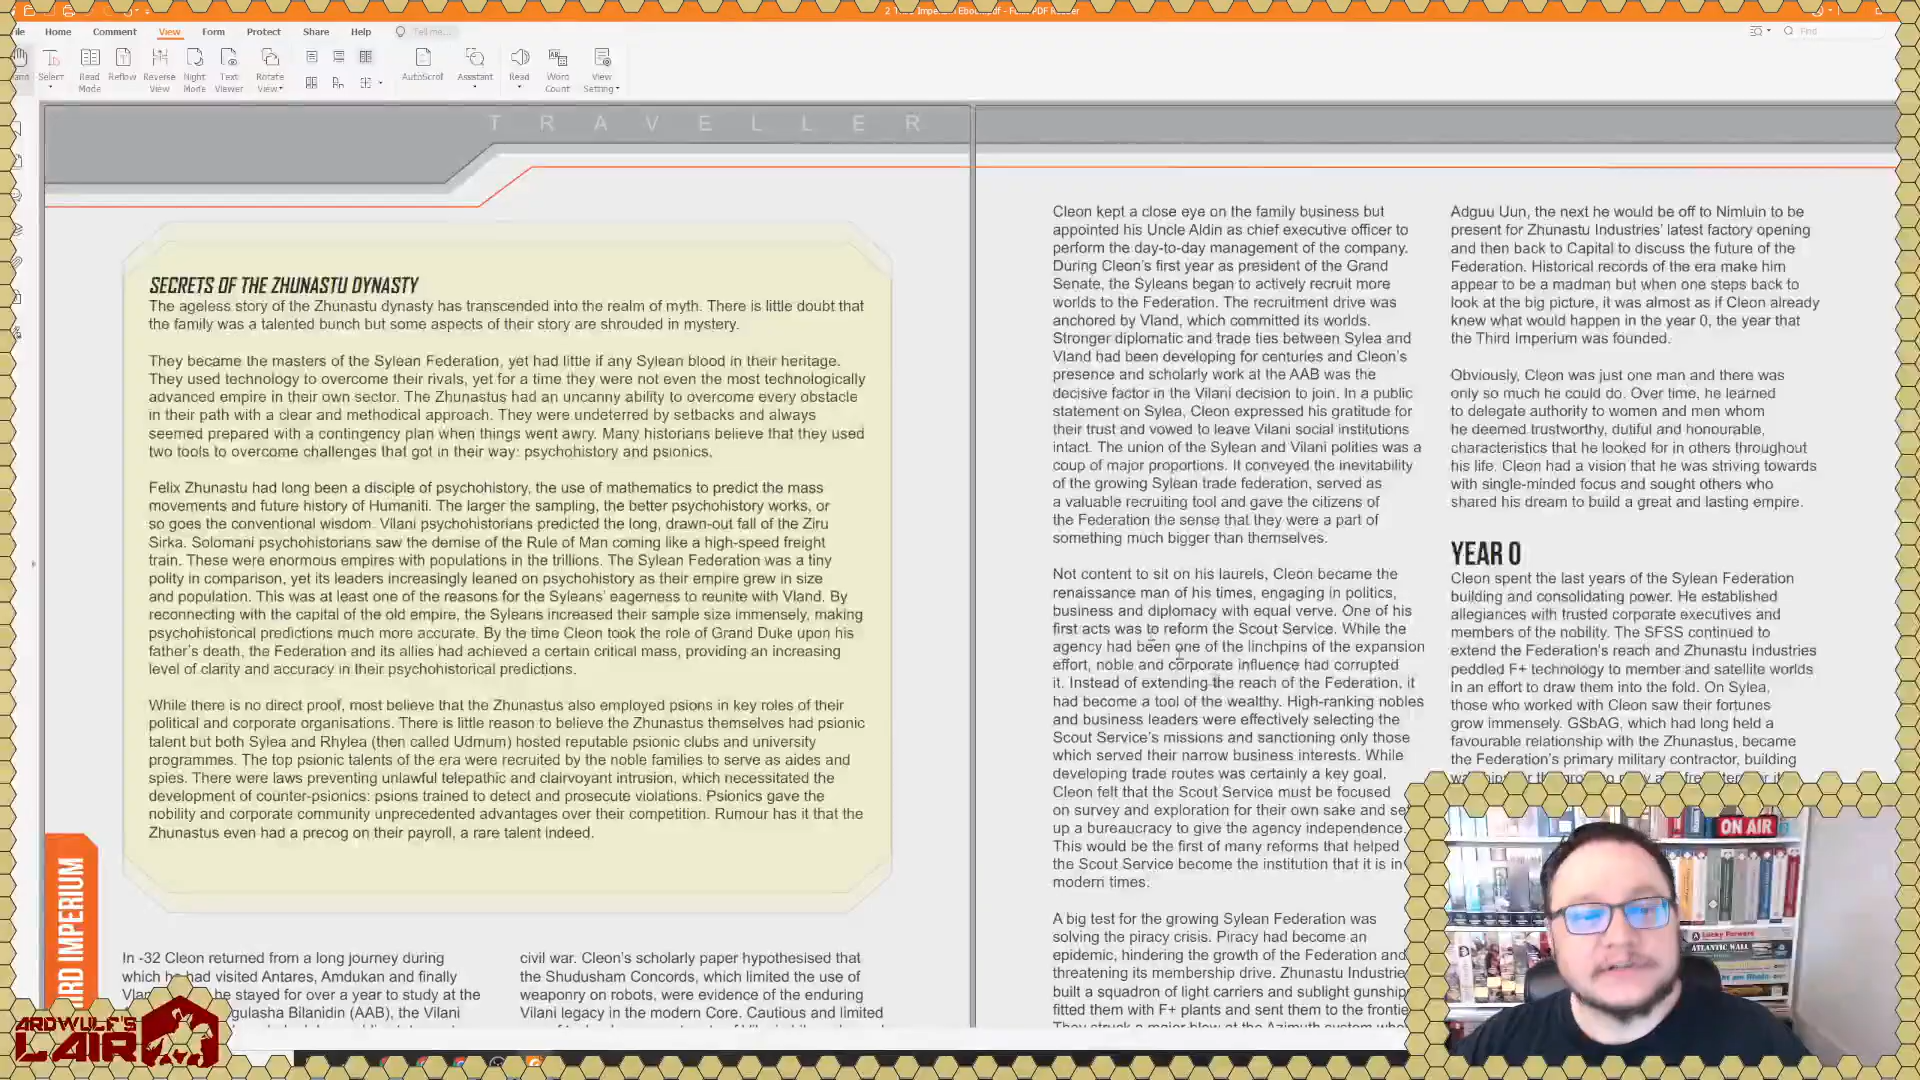 2 Third Imperium Ebook.pdf - Foxit PDF Reader
Home
Comment
View
Form
Protect
Share
Help
Tell me...
Find
Select
Read Mode
Reflow
Reverse View
Night Mode
Text Viewer
Rotate View
AutoScroll
Assistant
Read
Word Count
View Setting
TRAVELLER
SECRETS OF THE ZHUNASTU DYNASTY
The ageless story of the Zhunastu dynasty has transcended into the realm of myth. There is little doubt that
the family was a talented bunch but some aspects of their story are shrouded in mystery.
They became the masters of the Sylean Federation, yet had little if any Sylean blood in their heritage.
They used technology to overcome their rivals, yet for a time they were not even the most technologically
advanced empire in their own sector. The Zhunastus had an uncanny ability to overcome every obstacle
in their path with a clear and methodical approach. They were undeterred by setbacks and always
seemed prepared with a contingency plan when things went awry. Many historians believe that they used
two tools to overcome challenges that got in their way: psychohistory and psionics.
Felix Zhunastu had long been a disciple of psychohistory, the use of mathematics to predict the mass
movements and future history of Humaniti. The larger the sampling, the better psychohistory works, or
so goes the conventional wisdom. Vilani psychohistorians predicted the long, drawn-out fall of the Ziru
Sirka. Solomani psychohistorians saw the demise of the Rule of Man coming like a high-speed freight
train. These were enormous empires with populations in the trillions. The Sylean Federation was a tiny
polity in comparison, yet its leaders increasingly leaned on psychohistory as their empire grew in size
and population. This was at least one of the reasons for the Syleans' eagerness to reunite with Vland. By
reconnecting with the capital of the old empire, the Syleans increased their sample size immensely, making
psychohistorical predictions much more accurate. By the time Cleon took the role of Grand Duke upon his
father's death, the Federation and its allies had achieved a certain critical mass, providing an increasing
level of clarity and accuracy in their psychohistorical predictions.
While there is no direct proof, most believe that the Zhunastus also employed psions in key roles of their
political and corporate organisations. There is little reason to believe the Zhunastus themselves had psionic
talent but both Sylea and Rhylea (then called Udmum) hosted reputable psionic clubs and university
programmes. The top psionic talents of the era were recruited by the noble families to serve as aides and
spies. There were laws preventing unlawful telepathic and clairvoyant intrusion, which necessitated the
development of counter-psionics: psions trained to detect and prosecute violations. Psionics gave the
nobility and corporate community unprecedented advantages over their competition. Rumour has it that the
Zhunastus even had a precog on their payroll, a rare talent indeed.
IRD IMPERIUM
In -32 Cleon returned from a long journey during
which he had visited Antares, Amdukan and finally
he stayed for over a year to study at the
gulasha Bilanidin (AAB), the Vilani
civil war. Cleon's scholarly paper hypothesised that
the Shudusham Concords, which limited the use of
weaponry on robots, were evidence of the enduring
Vilani legacy in the modern Core. Cautious and limited
Cleon kept a close eye on the family business but
appointed his Uncle Aldin as chief executive officer to
perform the day-to-day management of the company.
During Cleon's first year as president of the Grand
Senate, the Syleans began to actively recruit more
worlds to the Federation. The recruitment drive was
anchored by Vland, which committed its worlds.
Stronger diplomatic and trade ties between Sylea and
Vland had been developing for centuries and Cleon's
presence and scholarly work at the AAB was the
decisive factor in the Vilani decision to join. In a public
statement on Sylea, Cleon expressed his gratitude for
their trust and vowed to leave Vilani social institutions
intact. The union of the Sylean and Vilani polities was a
coup of major proportions. It conveyed the inevitability
of the growing Sylean trade federation, served as
a valuable recruiting tool and gave the citizens of
the Federation the sense that they were a part of
something much bigger than themselves.
Not content to sit on his laurels, Cleon became the
renaissance man of his times, engaging in politics,
business and diplomacy with equal verve. One of his
first acts was to reform the Scout Service. While the
agency had been one of the linchpins of the expansion
effort, noble and corporate influence had corrupted
it. Instead of extending the reach of the Federation, it
had become a tool of the wealthy. High-ranking nobles
and business leaders were effectively selecting the
Scout Service's missions and sanctioning only those
which served their narrow business interests. While
developing trade routes was certainly a key goal,
Cleon felt that the Scout Service must be focused
on survey and exploration for their own sake and set
up a bureaucracy to give the agency independence.
This would be the first of many reforms that helped
the Scout Service become the institution that it is in
modern times.
A big test for the growing Sylean Federation was
solving the piracy crisis. Piracy had become an
epidemic, hindering the growth of the Federation and
threatening its membership drive. Zhunastu Industrie
built a squadron of light carriers and sublight gunship
fitted them with F+ plants and sent them to the frontie
They struck a major blow at the Azimuth system
Adguu Uun, the next he would be off to Nimluin to be
present for Zhunastu Industries' latest factory opening
and then back to Capital to discuss the future of the
Federation. Historical records of the era make him
appear to be a madman but when one steps back to
look at the big picture, it was almost as if Cleon already
knew what would happen in the year 0, the year that
the Third Imperium was founded.
Obviously, Cleon was just one man and there was
only so much he could do. Over time, he learned
to delegate authority to women and men whom
he deemed trustworthy, dutiful and honourable,
characteristics that he looked for in others throughout
his life. Cleon had a vision that he was striving towards
with single-minded focus and sought others who
shared his dream to build a great and lasting empire.
YEAR 0
Cleon spent the last years of the Sylean Federation
building and consolidating power. He established
allegiances with trusted corporate executives and
members of the nobility. The SFSS continued to
extend the Federation's reach and Zhunastu Industries
peddled F+ technology to member and satellite worlds
in an effort to draw them into the fold. On Sylea,
those who worked with Cleon saw their fortunes
grow immensely. GSbAG, which had long held a
favourable relationship with the Zhunastus, became
the Federation's primary military contractor, building
ON AIR
ATLANTIC WALL
ARDWULF'S
LAIR